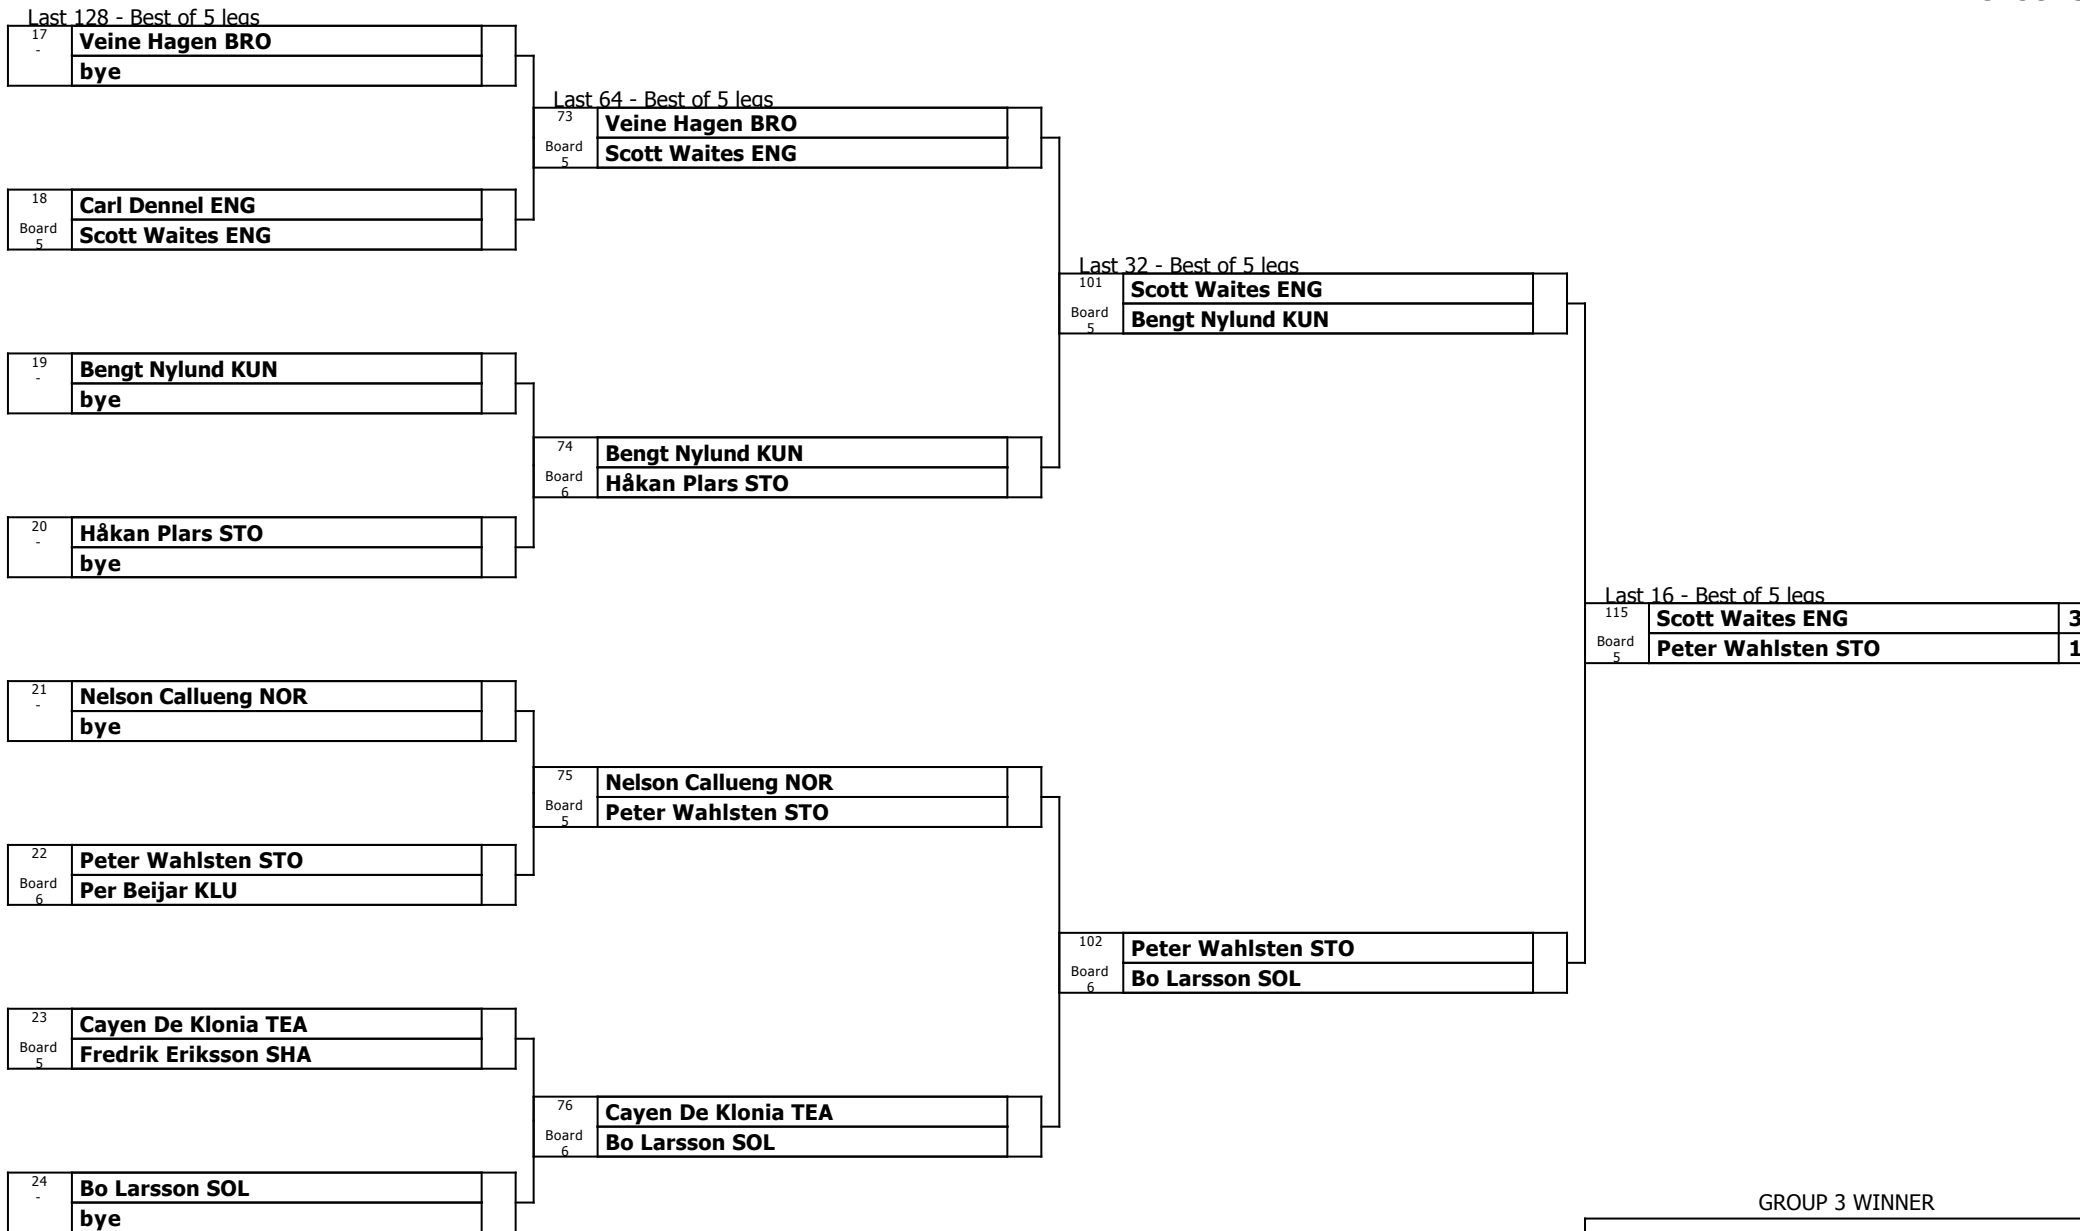 Last 128 - Best of 5 legs
17
-
Veine Hagen BRO
bye
18
Board
5
Carl Dennel ENG
Scott Waites ENG
19
-
Bengt Nylund KUN
bye
20
-
Håkan Plars STO
bye
21
-
Nelson Callueng NOR
bye
22
Board
6
Peter Wahlsten STO
Per Beijar KLU
23
Board
5
Cayen De Klonia TEA
Fredrik Eriksson SHA
24
-
Bo Larsson SOL
bye
Last 64 - Best of 5 legs
73
Board
5
Veine Hagen BRO
Scott Waites ENG
74
Board
6
Bengt Nylund KUN
Håkan Plars STO
75
Board
5
Nelson Callueng NOR
Peter Wahlsten STO
76
Board
6
Cayen De Klonia TEA
Bo Larsson SOL
Last 32 - Best of 5 legs
101
Board
5
Scott Waites ENG
Bengt Nylund KUN
102
Board
6
Peter Wahlsten STO
Bo Larsson SOL
Last 16 - Best of 5 legs
115
Board
5
Scott Waites ENG 3
Peter Wahlsten STO 1
GROUP 3 WINNER